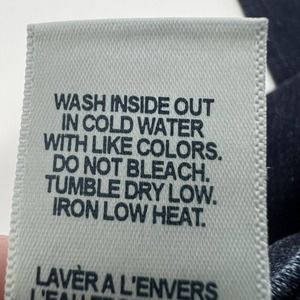 WASH INSIDE OUT
IN COLD WATER
WITH LIKE COLORS.
DO NOT BLEACH.
TUMBLE DRY LOW.
IRON LOW HEAT.
LAVÈR A L'ENVERS